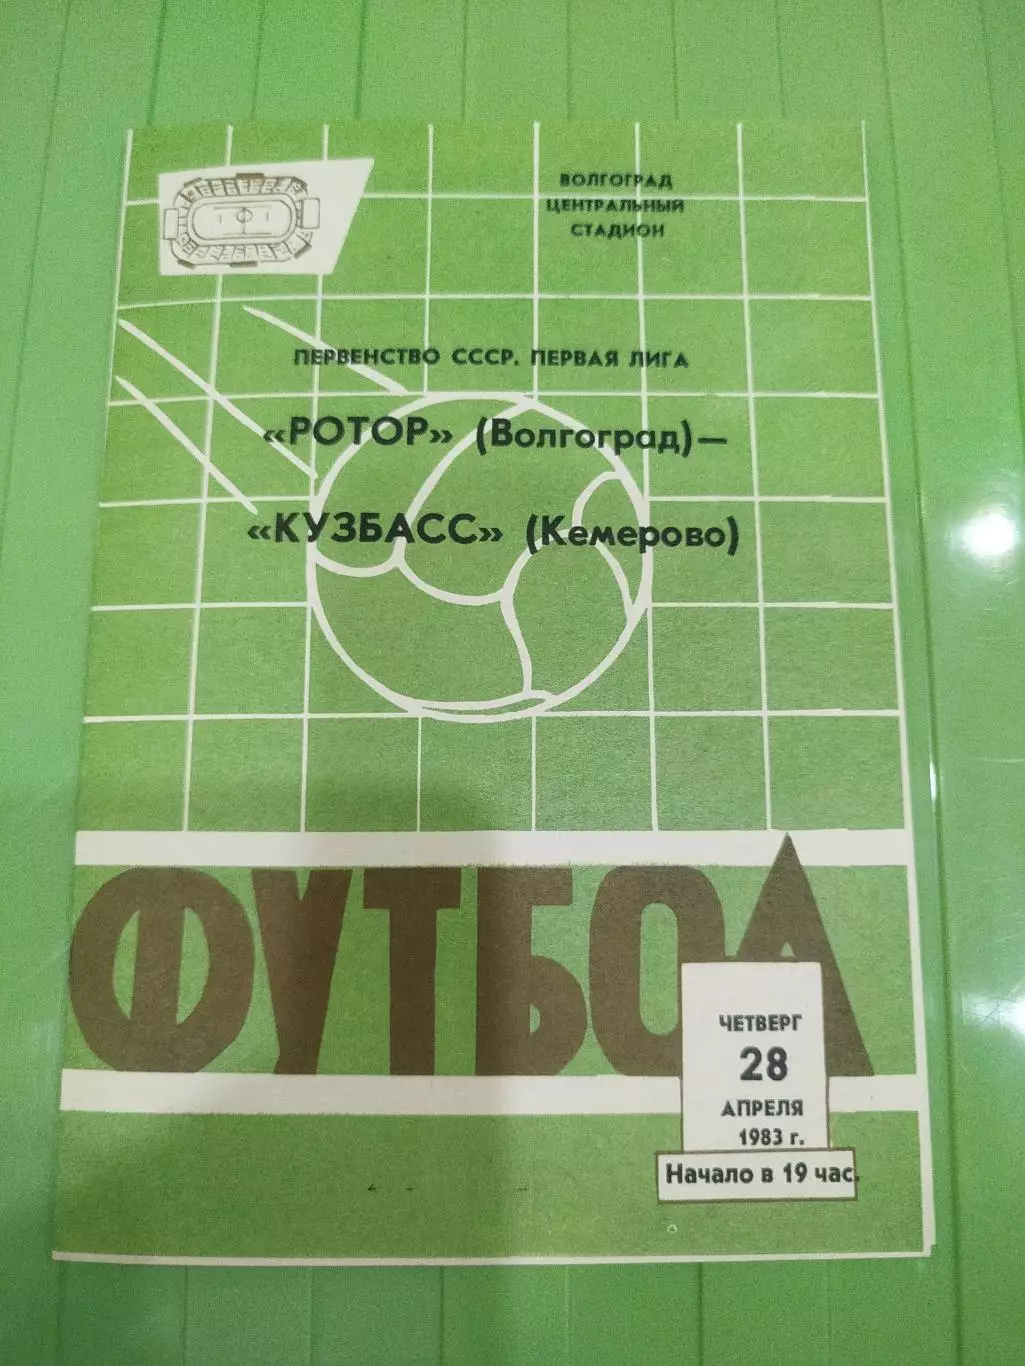 ВОЛГОГРАД
ЦЕНТРАЛЬНЫЙ
СТАДИОН
ПЕРВЕНСТВО СССР. ПЕРВАЯ ЛИГА
«РОТОР» (Волгоград)—
«КУЗБАСС» (Кемерово)
ФУТБОЛ
ЧЕТВЕРГ
28
АПРЕЛЯ
1983 г.
Начало в 19 час.